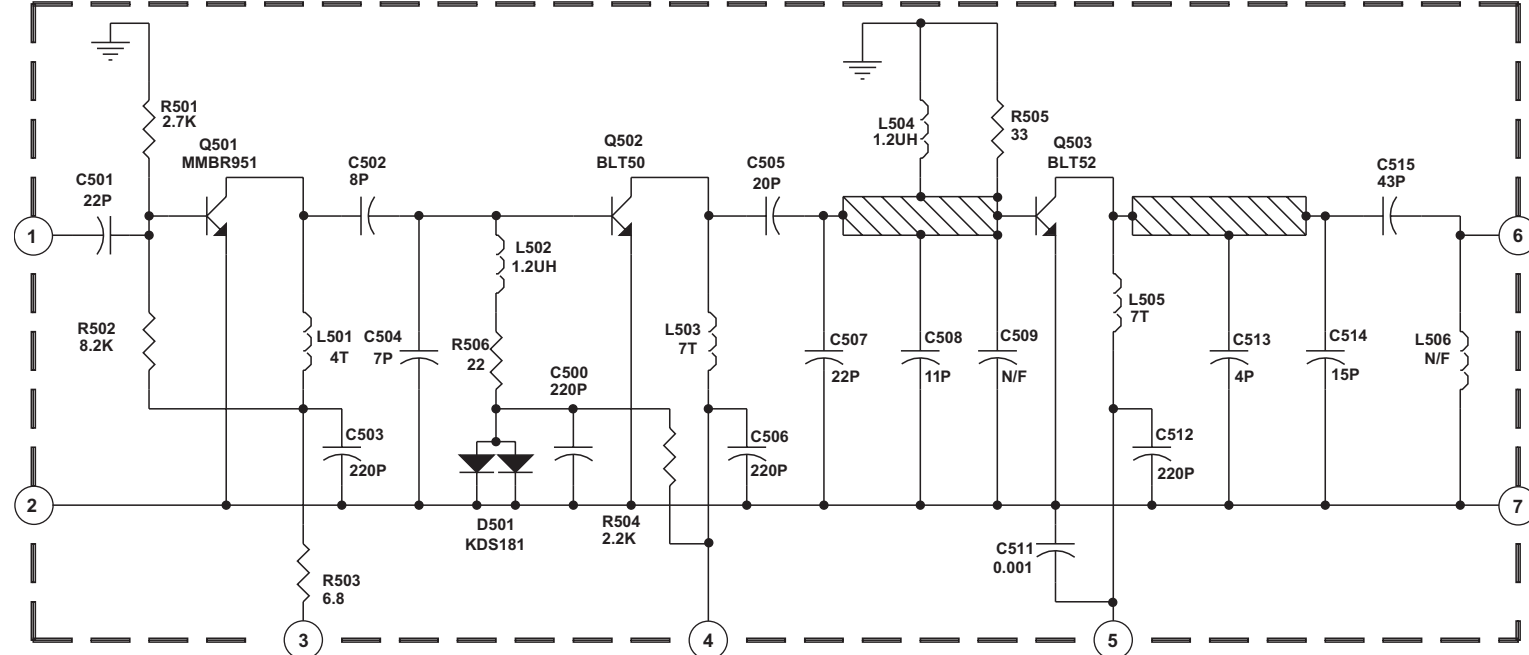 R501
2.7K
Q501
MMBR951
C501
22P
1
R502
8.2K
C502
8P
L501
4T
C504
7P
C503
220P
2
R503
6.8
3
L502
1.2UH
R506
22
C500
220P
D501
KDS181
Q502
BLT50
R504
2.2K
L503
7T
C506
220P
4
C505
20P
C507
22P
L504
1.2UH
R505
33
C508
11P
C509
N/F
Q503
BLT52
C511
0.001
5
L505
7T
C512
220P
C513
4P
C514
15P
C515
43P
L506
N/F
6
7